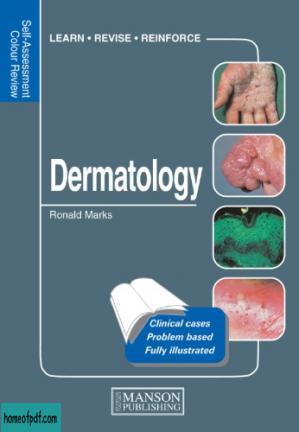 Self-Assessment
Colour Review
LEARN • REVISE • REINFORCE
Dermatology
Ronald Marks
Clinical cases
Problem based
Fully illustrated
MANSON
PUBLISHING
homeofpdf.com